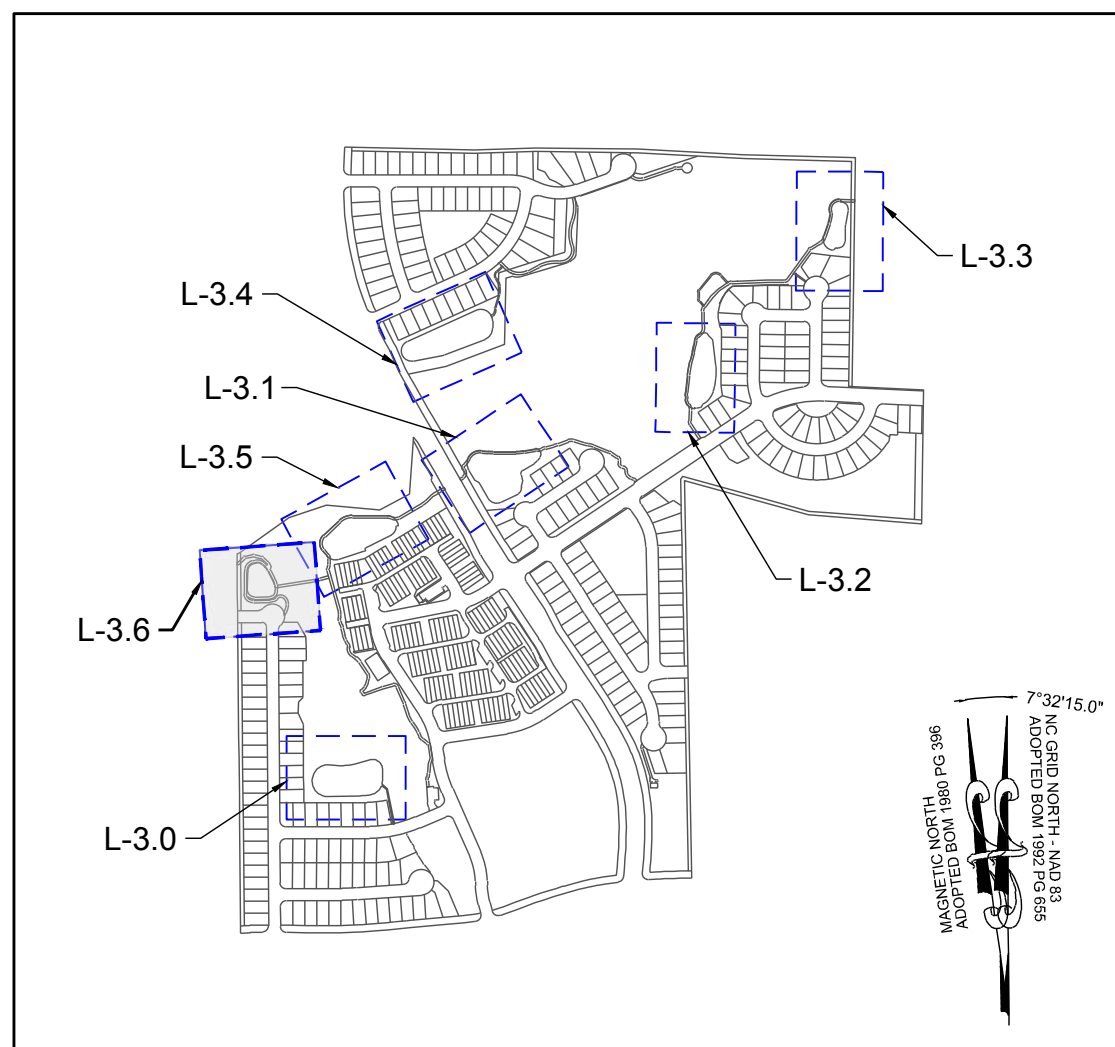 L-3.3
L-3.4
L-3.1
L-3.5
L-3.2
L-3.6
L-3.0
7°32'15.0"
NC GRID NORTH - NAD 83
ADOPTED BOM 1992 PG 655
MAGNETIC NORTH
ADOPTED BOM 1980 PG 396